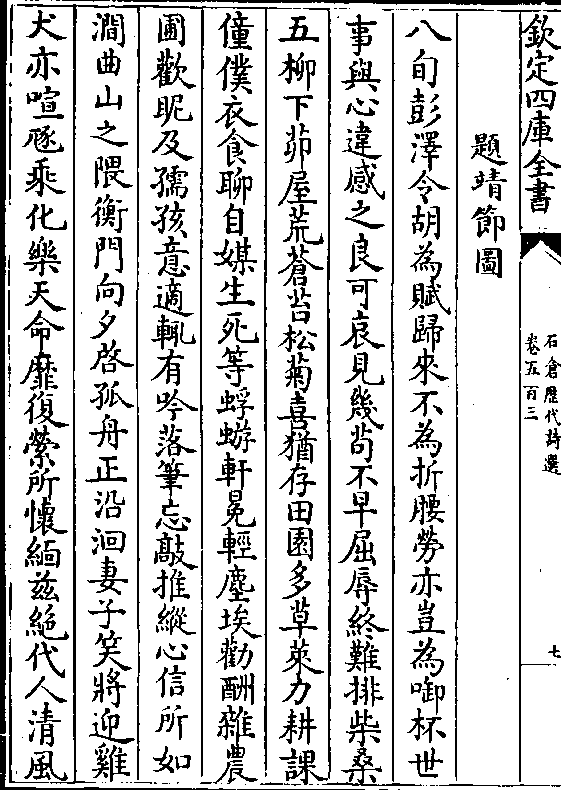 欽定四庫全書
石倉歷代詩選
卷五百三
七
題靖節圖
八旬彭澤令胡為賦歸來不為折腰勞亦豈為啣杯世
事與心違感之良可哀見幾苟不早屈辱終難排柴桑
五柳下茆屋荒蒼苔松菊喜猶存田園多草萊力耕課
僮僕衣食聊自媒生死等蜉蝣軒冕輕塵埃勸酬雜農
圃歡昵及孺孩意適輒有吟落筆忘敲推縱心信所如
澗曲山之隈衡門向夕啓孤舟正沿洄妻子笑將迎雞
犬亦喧豗乘化樂天命靡復縈所懷緬兹絶代人清風